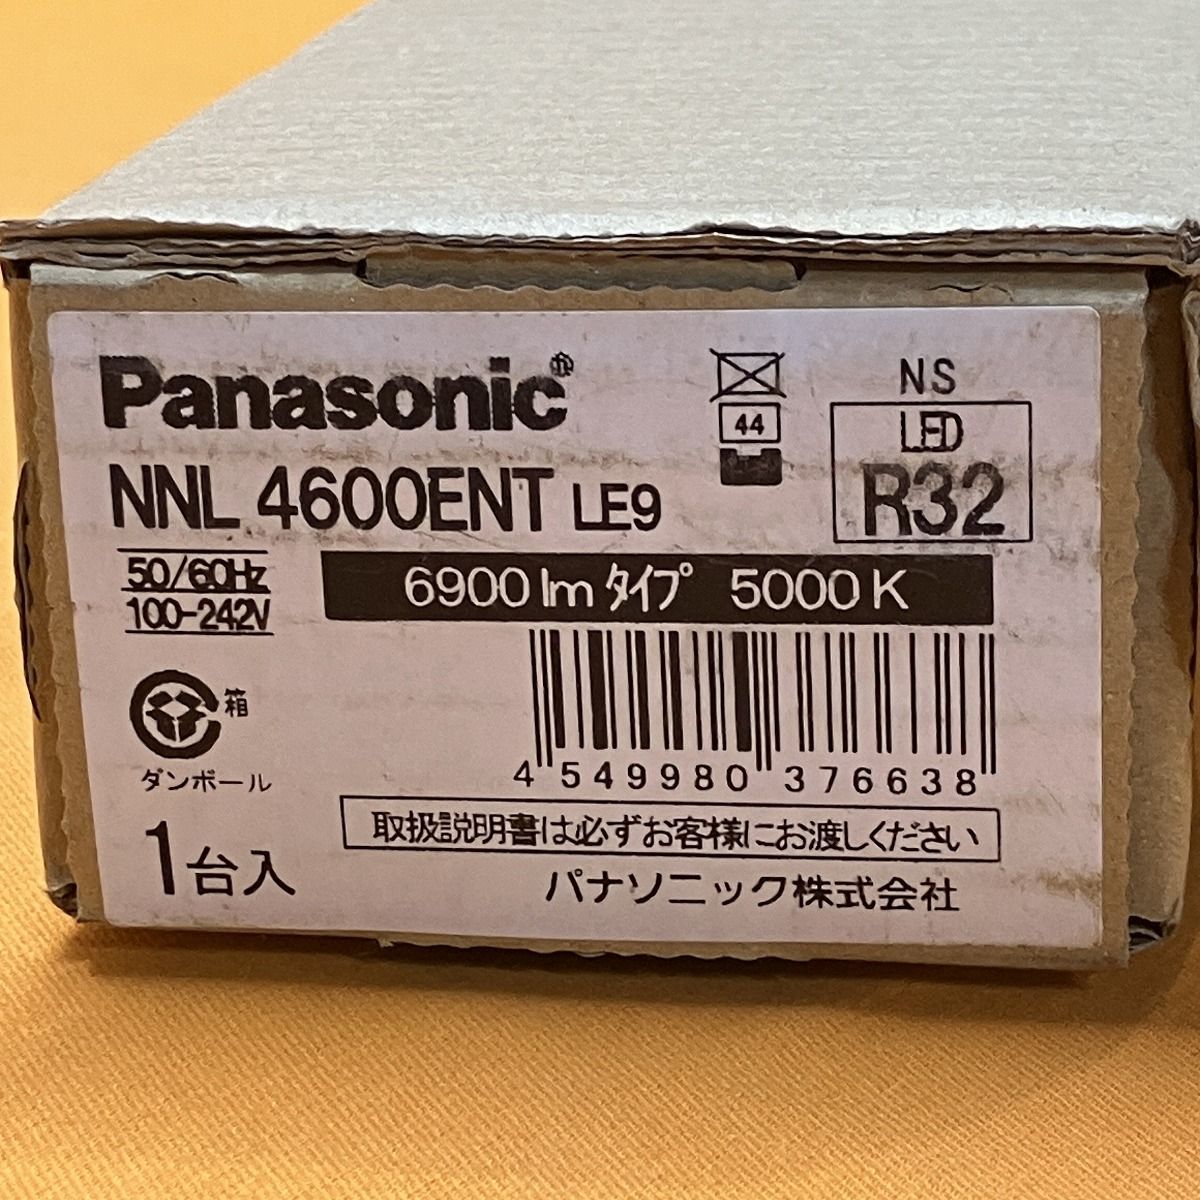 Panasonic®
NNL 4600ENT LE9
44
NS
LED
R32
50/60Hz
100-242V
6900 lm タイプ 5000 K
箱
ダンボール
4 549980 376638
取扱説明書は必ずお客様にお渡しください
1台入
パナソニック株式会社